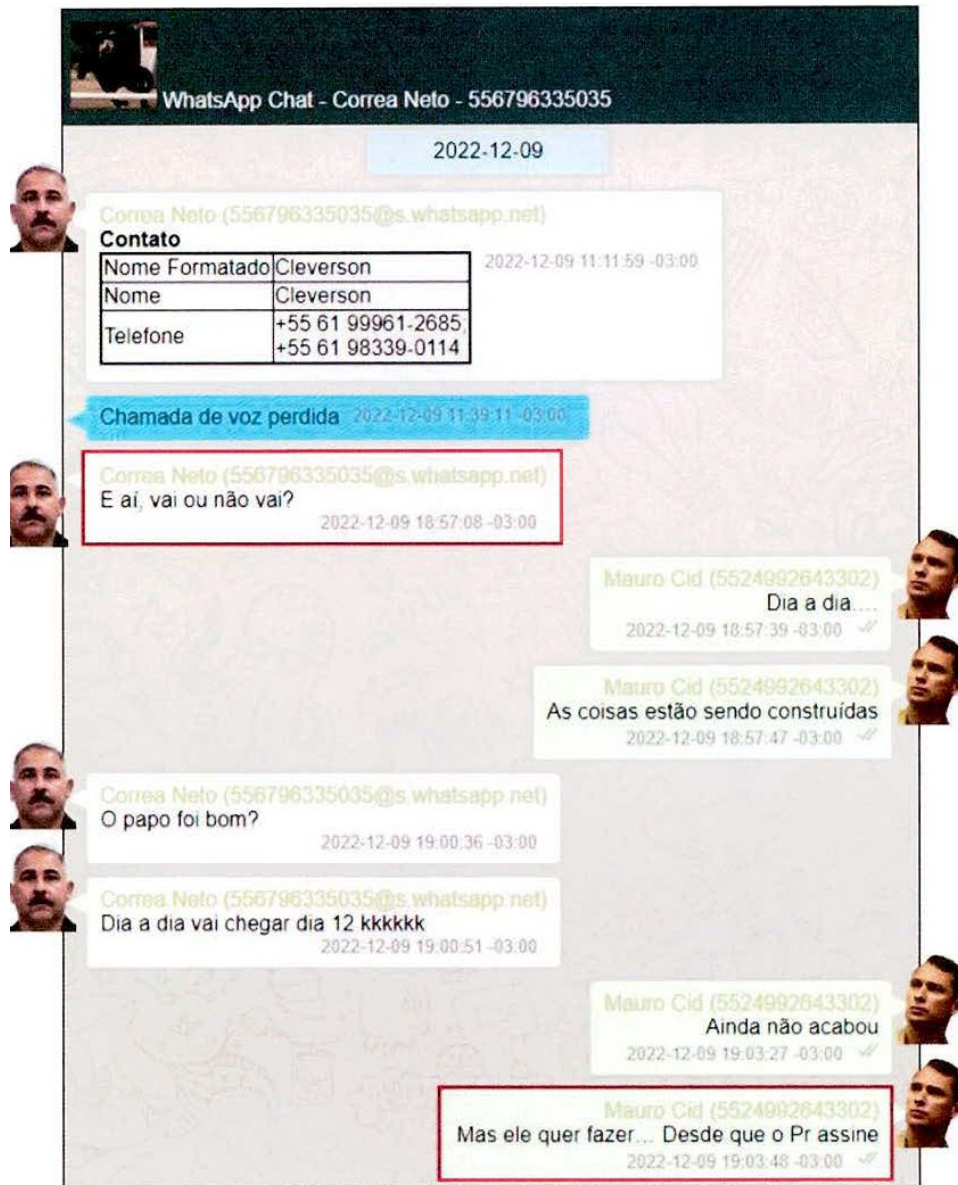 WhatsApp Chat - Correa Neto - 556796335035
2022-12-09
Correa Neto (556796335035@s.whatsapp.net)
Contato
Nome Formatado Cleverson
2022-12-09 11:11:59 -03:00
Nome Cleverson
Telefone +55 61 99961-2685;
+55 61 98339-0114
Chamada de voz perdida 2022-12-09 11:39:11 -03:00
Correa Neto (556796335035@s.whatsapp.net)
E aí, vai ou não vai?
2022-12-09 18:57:08 -03:00
Mauro Cid (5524992643302)
Dia a dia....
2022-12-09 18:57:39 -03:00
Mauro Cid (5524992643302)
As coisas estão sendo construídas
2022-12-09 18:57:47 -03:00
Correa Neto (556796335035@s.whatsapp.net)
O papo foi bom?
2022-12-09 19:00:36 -03:00
Correa Neto (556796335035@s.whatsapp.net)
Dia a dia vai chegar dia 12 kkkkkk
2022-12-09 19:00:51 -03:00
Mauro Cid (5524992643302)
Ainda não acabou
2022-12-09 19:03:27 -03:00
Mauro Cid (5524992643302)
Mas ele quer fazer... Desde que o Pr assine
2022-12-09 19:03:48 -03:00